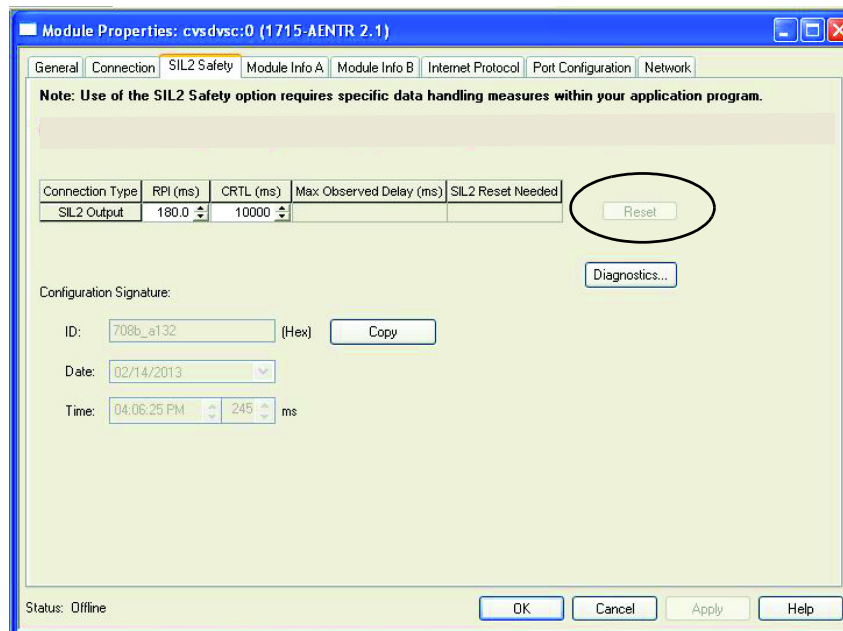 Module Properties: cvsdvsc:0 (1715-AENTR 2.1)
General Connection SIL2 Safety Module Info A Module Info B Internet Protocol Port Configuration Network
Note: Use of the SIL2 Safety option requires specific data handling measures within your application program.
Connection Type RPI (ms) CRTL (ms) Max Observed Delay (ms) SIL2 Reset Needed
SIL2 Output 180.0 10000
Reset
Diagnostics...
Configuration Signature:
ID: 708b_a132 (Hex) Copy
Date: 02/14/2013
Time: 04:06:25 PM 245 ms
Status: Offline
OK Cancel Apply Help